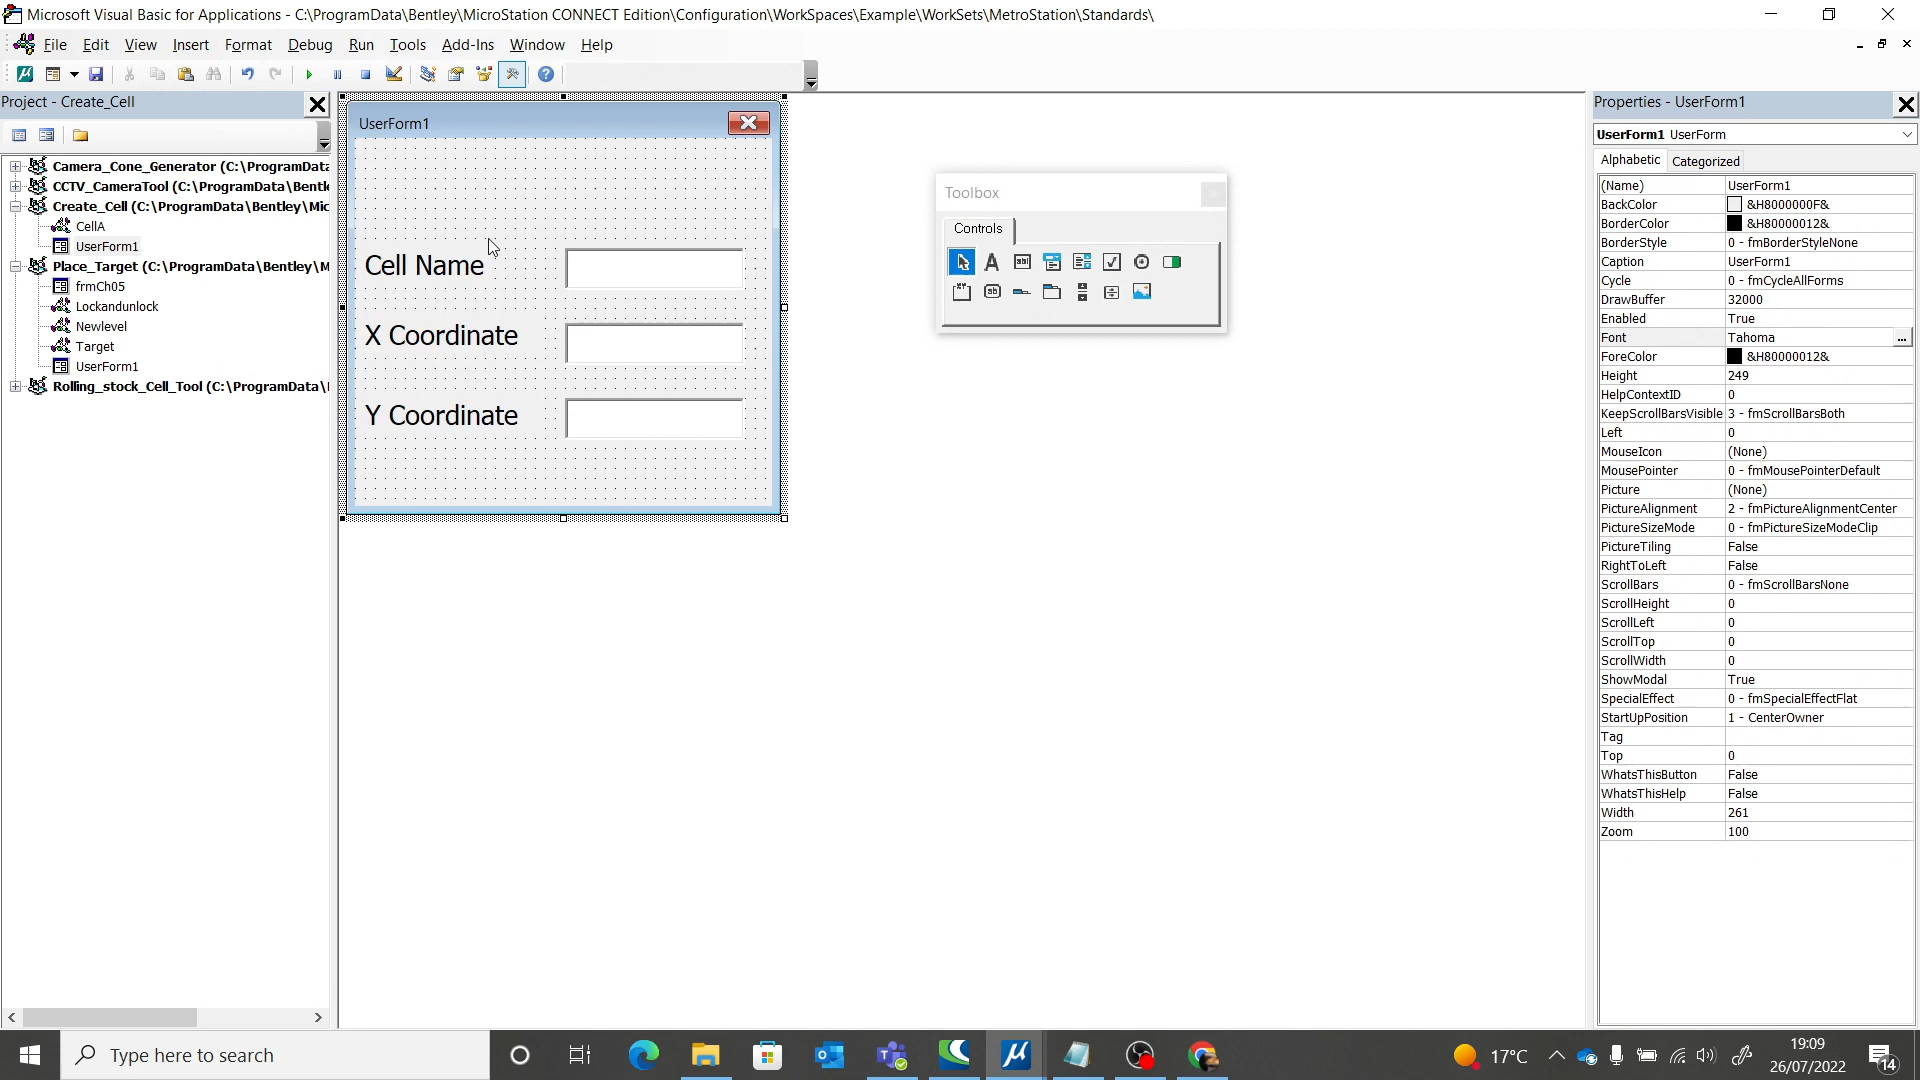 Microsoft Visual Basic for Applications - C:\ProgramData\Bentley\MicroStation CONNECT Edition\Configuration\WorkSpaces\Example\WorkSets\MetroStation\Standards\
File Edit View Insert Format Debug Run Tools Add-Ins Window Help
Project - Create_Cell
Camera_Cone_Generator (C:\ProgramData
CCTV_CameraTool (C:\ProgramData\Bentle
Create_Cell (C:\ProgramData\Bentley\Mic
CellA
UserForm1
Place_Target (C:\ProgramData\Bentley\M
frmCh05
Lockandunlock
Newlevel
Target
UserForm1
Rolling_stock_Cell_Tool (C:\ProgramData\
UserForm1
Cell Name
X Coordinate
Y Coordinate
Toolbox
Controls
Properties - UserForm1
UserForm1 UserForm
Alphabetic Categorized
(Name) UserForm1
BackColor &H8000000F&
BorderColor &H80000012&
BorderStyle 0 - fmBorderStyleNone
Caption UserForm1
Cycle 0 - fmCycleAllForms
DrawBuffer 32000
Enabled True
Font Tahoma ...
ForeColor &H80000012&
Height 249
HelpContextID 0
KeepScrollBarsVisible 3 - fmScrollBarsBoth
Left 0
MouseIcon (None)
MousePointer 0 - fmMousePointerDefault
Picture (None)
PictureAlignment 2 - fmPictureAlignmentCenter
PictureSizeMode 0 - fmPictureSizeModeClip
PictureTiling False
RightToLeft False
ScrollBars 0 - fmScrollBarsNone
ScrollHeight 0
ScrollLeft 0
ScrollTop 0
ScrollWidth 0
ShowModal True
SpecialEffect 0 - fmSpecialEffectFlat
StartUpPosition 1 - CenterOwner
Tag
Top 0
WhatsThisButton False
WhatsThisHelp False
Width 261
Zoom 100
Type here to search
17°C
19:09
26/07/2022
14